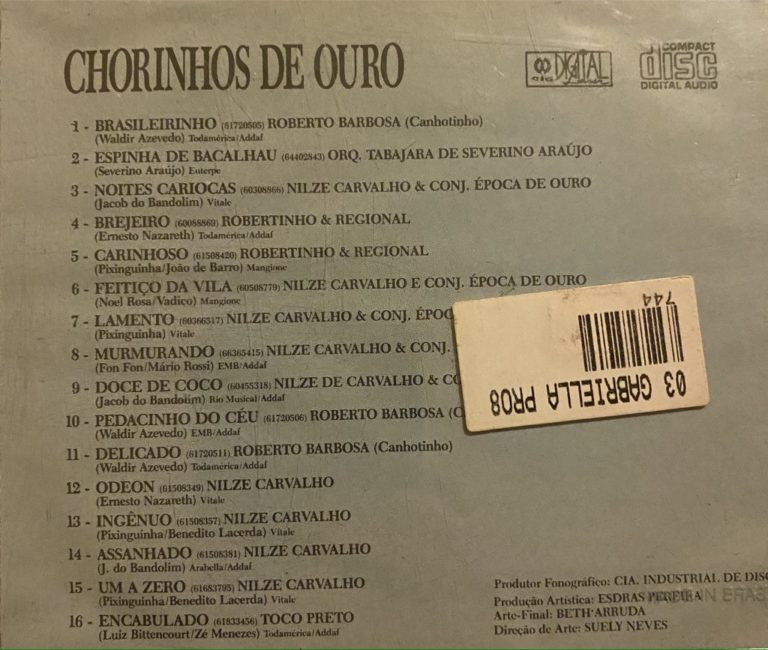 CHORINHOS DE OURO
DIGITAL
COMPACT
disc
DIGITAL AUDIO
1 - BRASILEIRINHO (61720505) ROBERTO BARBOSA (Canhotinho)
(Waldir Azevedo) Todamérica/Addaf
2 - ESPINHA DE BACALHAU (64402843) ORQ. TABAJARA DE SEVERINO ARAÚJO
(Severino Araújo) Euterpe
3 - NOITES CARIOCAS (60308866) NILZE CARVALHO & CONJ. ÉPOCA DE OURO
(Jacob do Bandolim) Vitale
4 - BREJEIRO (60088869) ROBERTINHO & REGIONAL
(Ernesto Nazareth) Todamérica/Addaf
5 - CARINHOSO (61508420) ROBERTINHO & REGIONAL
(Pixinguinha/João de Barro) Mangione
6 - FEITIÇO DA VILA (60508779) NILZE CARVALHO E CONJ. ÉPOCA DE OURO
(Noel Rosa/Vadico) Mangione
7 - LAMENTO (60366517) NILZE CARVALHO & CONJ. ÉPOC
(Pixinguinha) Vitale
8 - MURMURANDO (66365415) NILZE CARVALHO & CONJ.
(Fon Fon/Mário Rossi) EMB/Addaf
9 - DOCE DE COCO (60455318) NILZE DE CARVALHO & CO
(Jacob do Bandolim) Rio Musical/Addaf
10 - PEDACINHO DO CÉU (61720506) ROBERTO BARBOSA (C
(Waldir Azevedo) EMB/Addaf
11 - DELICADO (61720511) ROBERTO BARBOSA (Canhotinho)
(Waldir Azevedo) Todamérica/Addaf
12 - ODEON (61508349) NILZE CARVALHO
(Ernesto Nazareth) Vitale
13 - INGÊNUO (61508357) NILZE CARVALHO
(Pixinguinha/Benedito Lacerda) Vitale
14 - ASSANHADO (61508381) NILZE CARVALHO
(J. do Bandolim) Arabella/Addaf
15 - UM A ZERO (61683795) NILZE CARVALHO
(Pixinguinha/Benedito Lacerda) Vitale
16 - ENCABULADO (61833456) TOCO PRETO
(Luiz Bittencourt/Zé Menezes) Todamérica/Addaf
744
03 GABRIELLA PRO8
Produtor Fonográfico: CIA. INDUSTRIAL DE DISC
Produção Artística: ESDRAS PEREIRA
IN BRAS
Arte-Final: BETH ARRUDA
Direção de Arte: SUELY NEVES